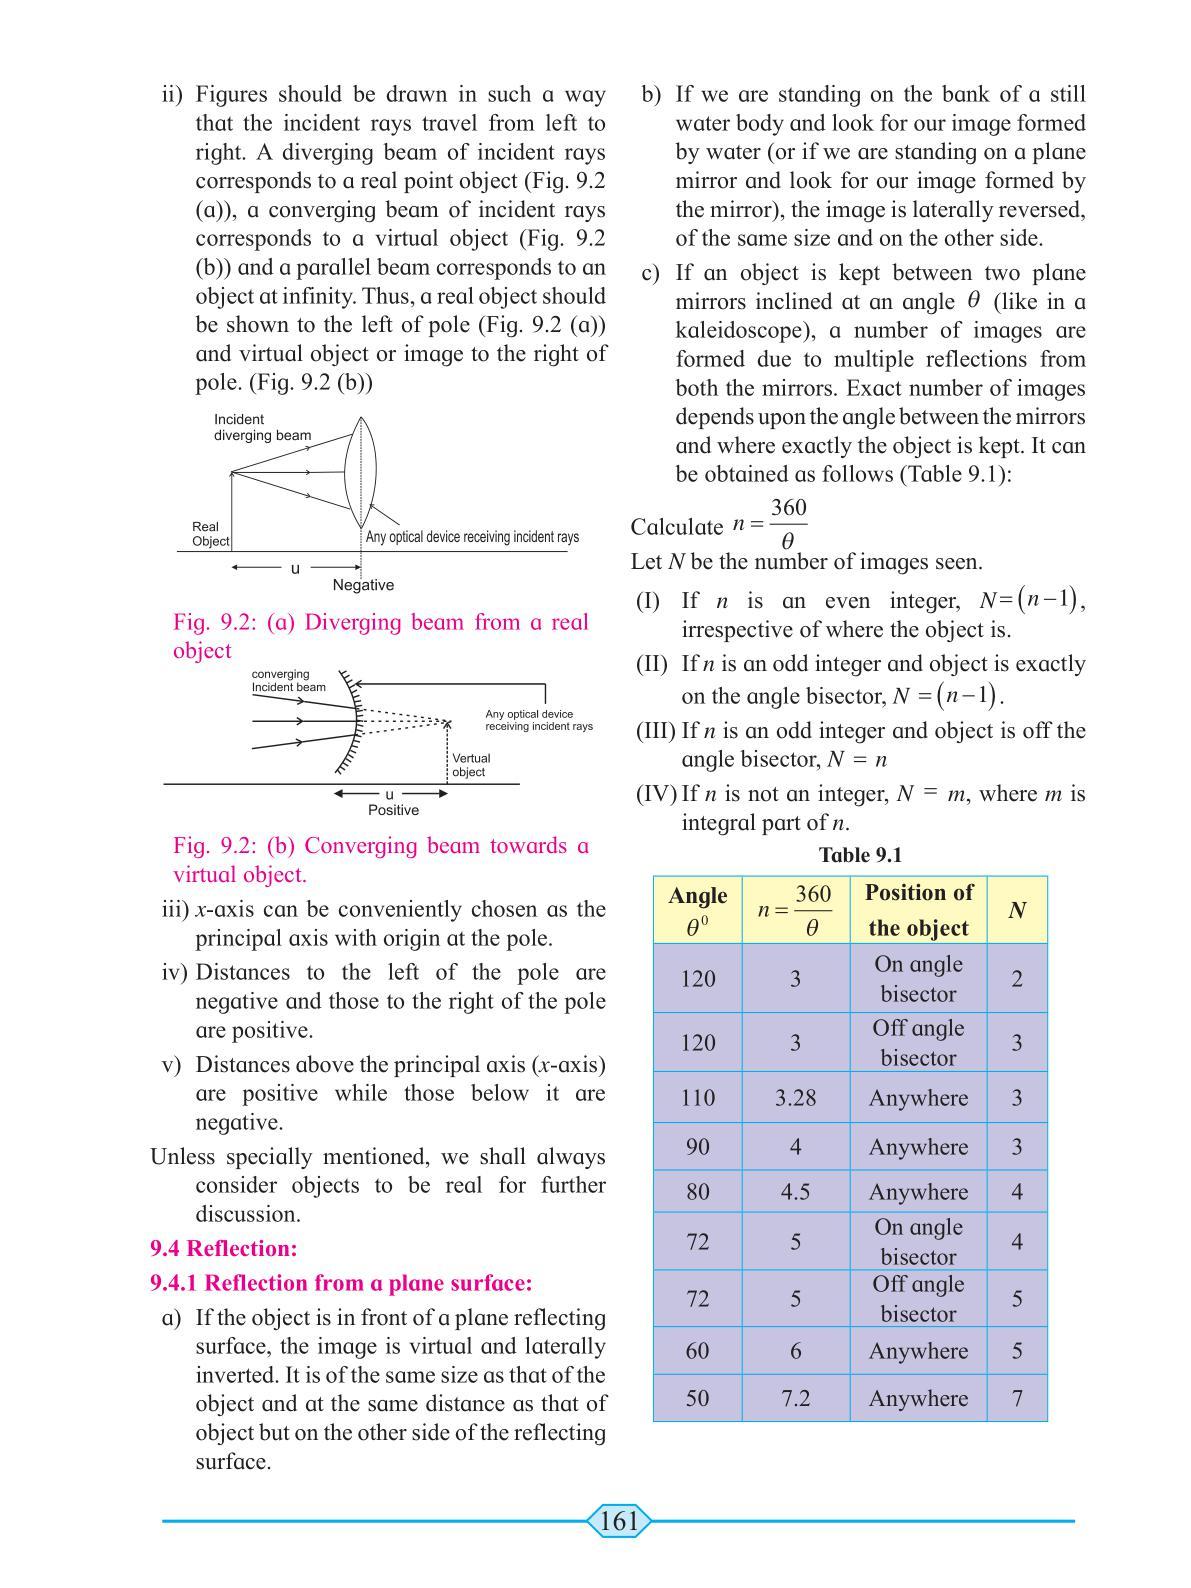 ii) Figures should be drawn in such a way
that the incident rays travel from left to
right. A diverging beam of incident rays
corresponds to a real point object (Fig. 9.2
(a)), a converging beam of incident rays
corresponds to a virtual object (Fig. 9.2
(b)) and a parallel beam corresponds to an
object at infinity. Thus, a real object should
be shown to the left of pole (Fig. 9.2 (a))
and virtual object or image to the right of
pole. (Fig. 9.2 (b))
Incident
diverging beam
Real
Object
Any optical device receiving incident rays
u
Negative
Fig. 9.2: (a) Diverging beam from a real
object
converging
Incident beam
Any optical device
receiving incident rays
Vertual
object
u
Positive
Fig. 9.2: (b) Converging beam towards a
virtual object.
iii) x-axis can be conveniently chosen as the
principal axis with origin at the pole.
iv) Distances to the left of the pole are
negative and those to the right of the pole
are positive.
v) Distances above the principal axis (x-axis)
are positive while those below it are
negative.
Unless specially mentioned, we shall always
consider objects to be real for further
discussion.
9.4 Reflection:
9.4.1 Reflection from a plane surface:
a) If the object is in front of a plane reflecting
surface, the image is virtual and laterally
inverted. It is of the same size as that of the
object and at the same distance as that of
object but on the other side of the reflecting
surface.
b) If we are standing on the bank of a still
water body and look for our image formed
by water (or if we are standing on a plane
mirror and look for our image formed by
the mirror), the image is laterally reversed,
of the same size and on the other side.
c) If an object is kept between two plane
mirrors inclined at an angle θ (like in a
kaleidoscope), a number of images are
formed due to multiple reflections from
both the mirrors. Exact number of images
depends upon the angle between the mirrors
and where exactly the object is kept. It can
be obtained as follows (Table 9.1):
Calculate n = 360/θ
Let N be the number of images seen.
(I) If n is an even integer, N=(n−1),
irrespective of where the object is.
(II) If n is an odd integer and object is exactly
on the angle bisector, N =(n−1).
(III) If n is an odd integer and object is off the
angle bisector, N = n
(IV) If n is not an integer, N = m, where m is
integral part of n.
Table 9.1
Angle θ⁰ n = 360/θ Position of the object N
120 3 On angle bisector 2
120 3 Off angle bisector 3
110 3.28 Anywhere 3
90 4 Anywhere 3
80 4.5 Anywhere 4
72 5 On angle bisector 4
72 5 Off angle bisector 5
60 6 Anywhere 5
50 7.2 Anywhere 7
161